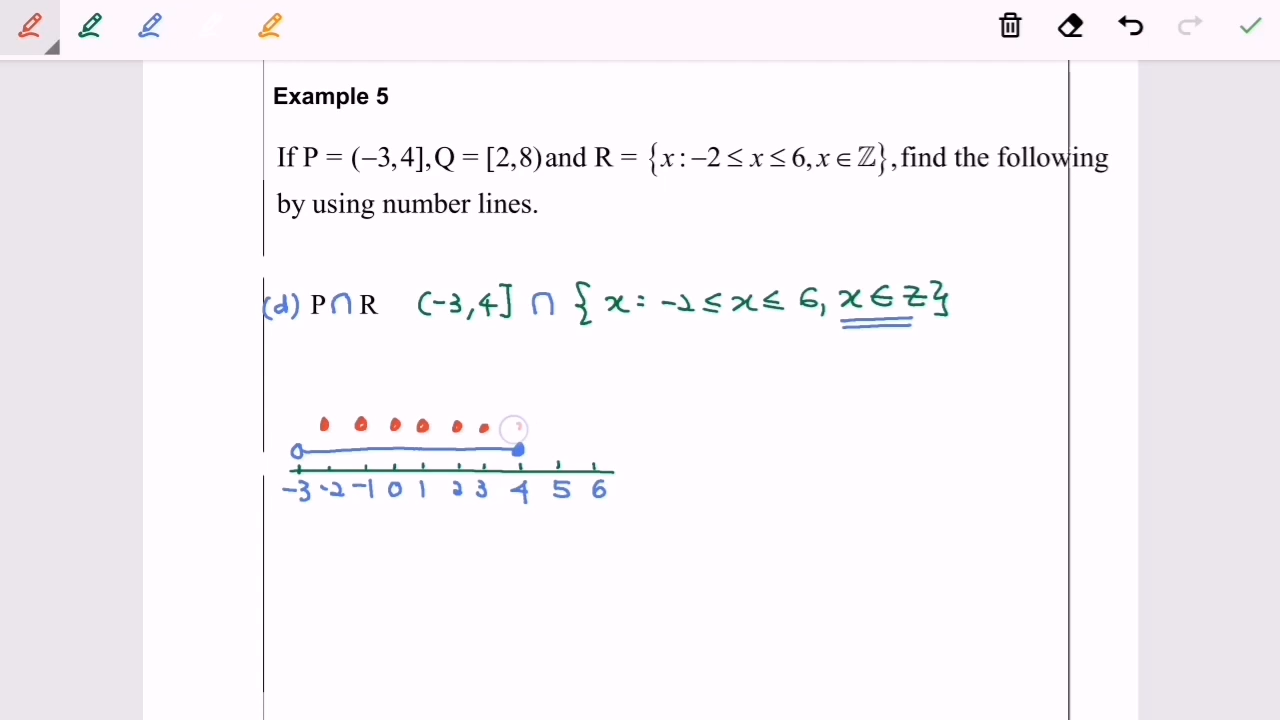 Example 5
If P = (−3,4], Q = [2,8) and R = {x : −2 ≤ x ≤ 6, x ∈ ℤ}, find the following
by using number lines.
(d) P ∩ R (-3,4] ∩ { x : -2 ≤ x ≤ 6, x ∈ Z}
-3 -2 -1 0 1 2 3 4 5 6